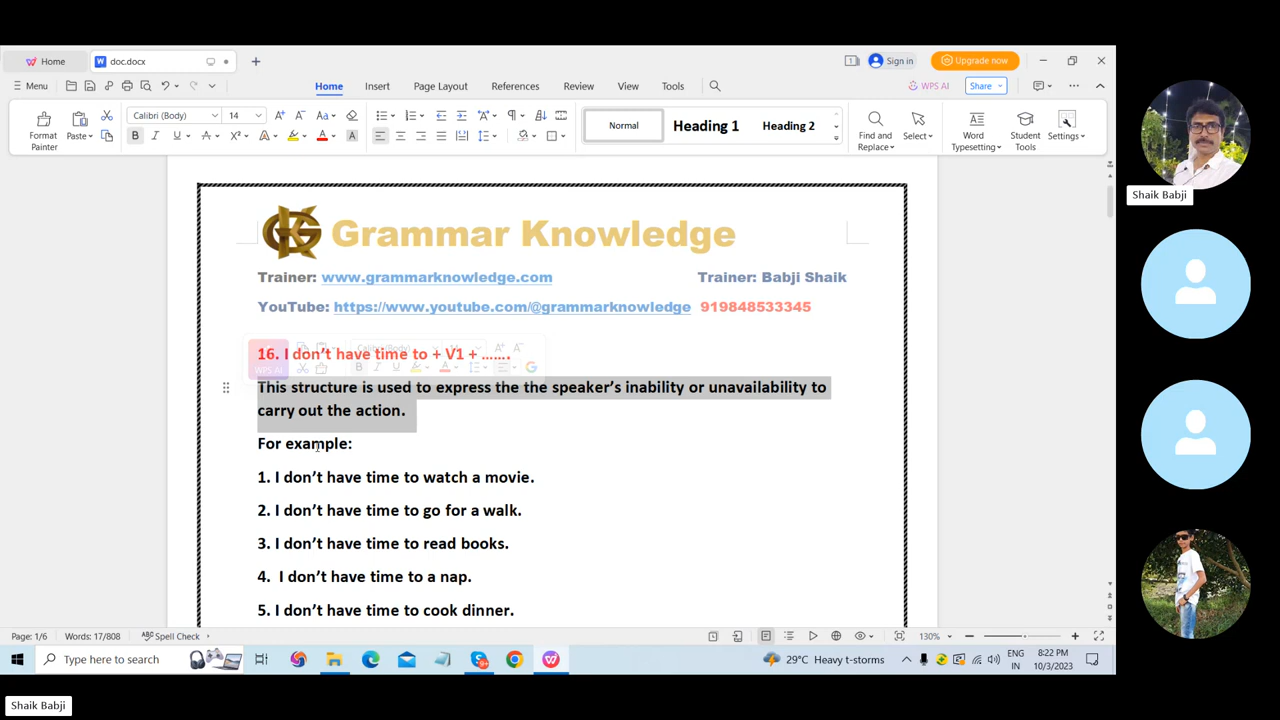 Home
doc.docx
Sign in
Upgrade now
Menu
Home
Insert
Page Layout
References
Review
View
Tools
WPS AI
Share
Format Painter
Paste
Calibri (Body)
14
Normal
Heading 1
Heading 2
Find and Replace
Select
Word Typesetting
Student Tools
Settings
Shaik Babji
GK Grammar Knowledge
Trainer: www.grammarknowledge.com Trainer: Babji Shaik
YouTube: https://www.youtube.com/@grammarknowledge 919848533345
16. I don’t have time to + V1 + …….
WPS AI
This structure is used to express the the speaker’s inability or unavailability to
carry out the action.
For example:
1. I don’t have time to watch a movie.
2. I don’t have time to go for a walk.
3. I don’t have time to read books.
4. I don’t have time to a nap.
5. I don’t have time to cook dinner.
Page: 1/6 Words: 17/808 Spell Check 130%
Type here to search
29°C Heavy t-storms
ENG
IN
8:22 PM
10/3/2023
Shaik Babji